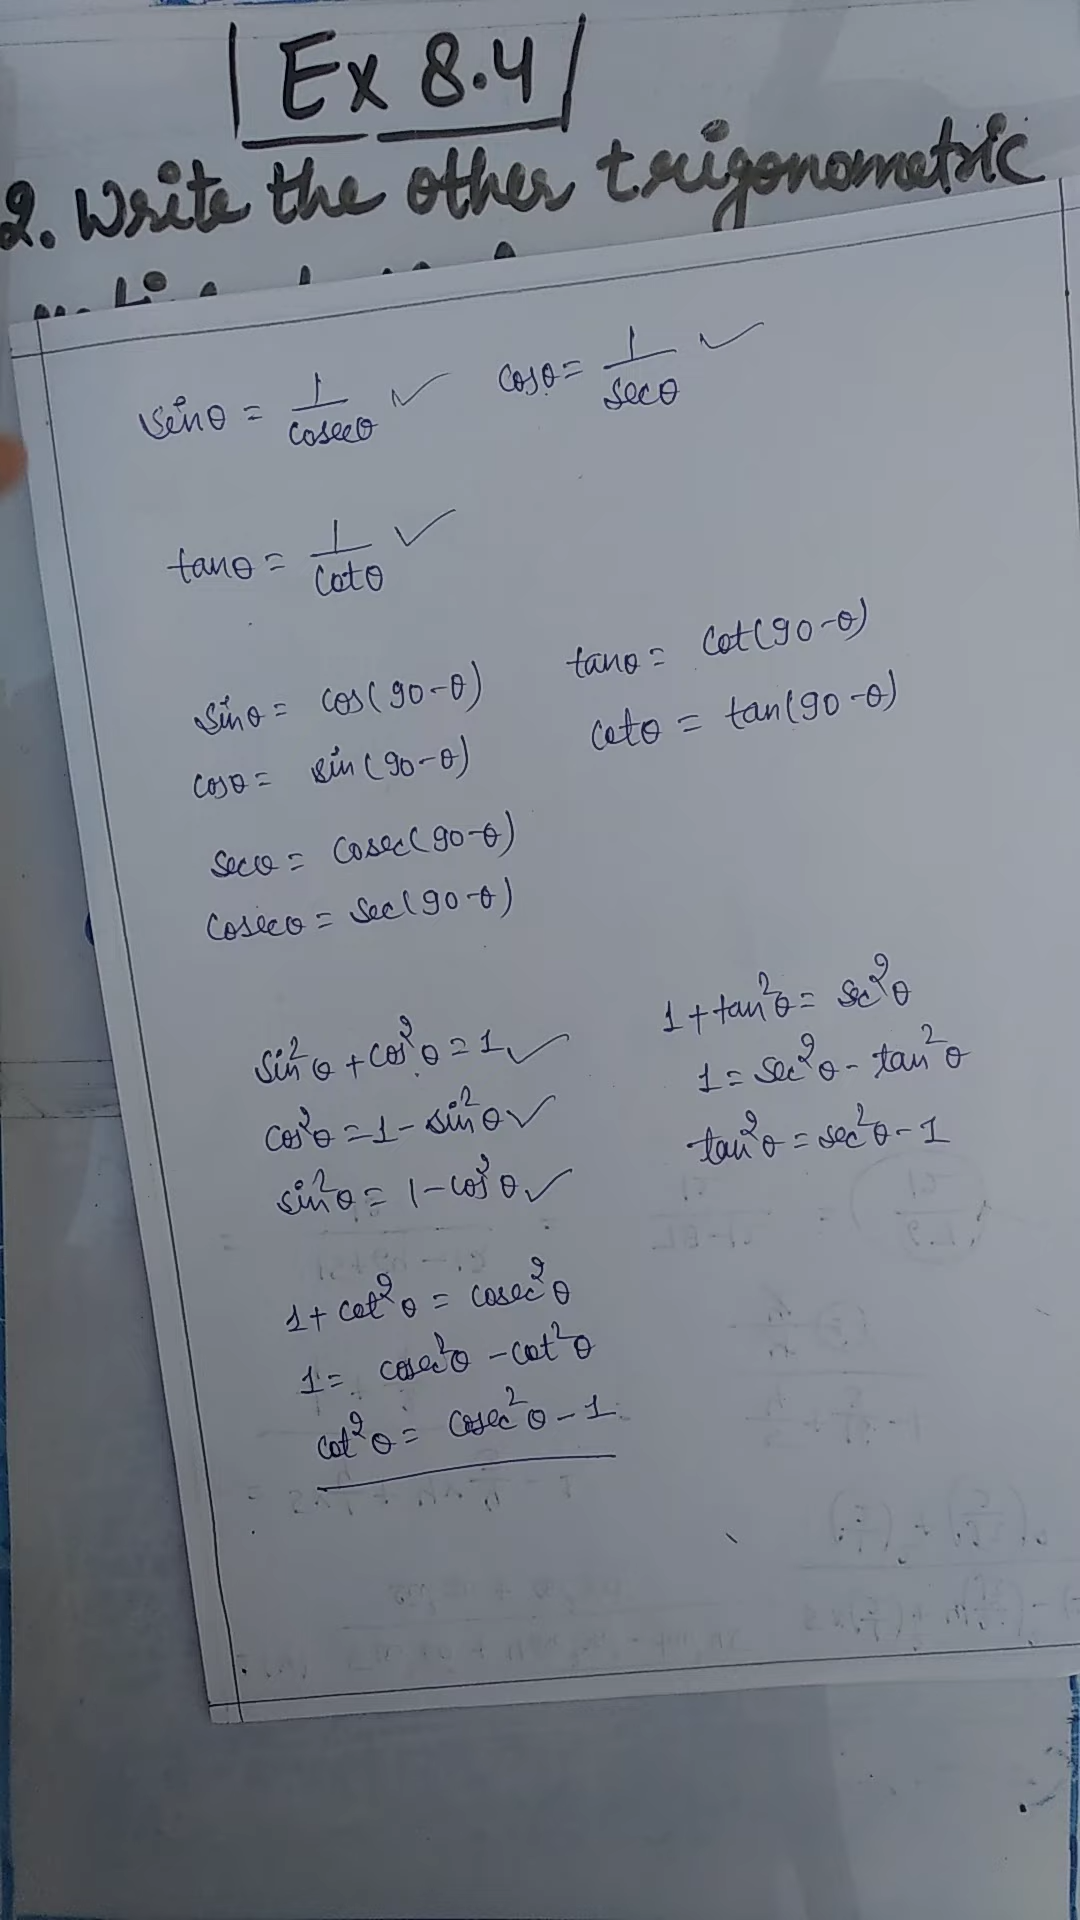 Ex 8.4
2. Write the other trigonometric
sinθ = 1/cosecθ ✓ cosθ = 1/secθ ✓
tanθ = 1/cotθ ✓
sinθ = cos(90-θ) tanθ = cot(90-θ)
cosθ = sin(90-θ) cotθ = tan(90-θ)
secθ = cosec(90-θ)
cosecθ = sec(90-θ)
sin²θ + cos²θ = 1 ✓ 1 + tan²θ = sec²θ
cos²θ = 1 - sin²θ ✓ 1 = sec²θ - tan²θ
sin²θ = 1 - cos²θ ✓ tan²θ = sec²θ - 1
1 + cot²θ = cosec²θ
1 = cosec²θ - cot²θ
cot²θ = cosec²θ - 1